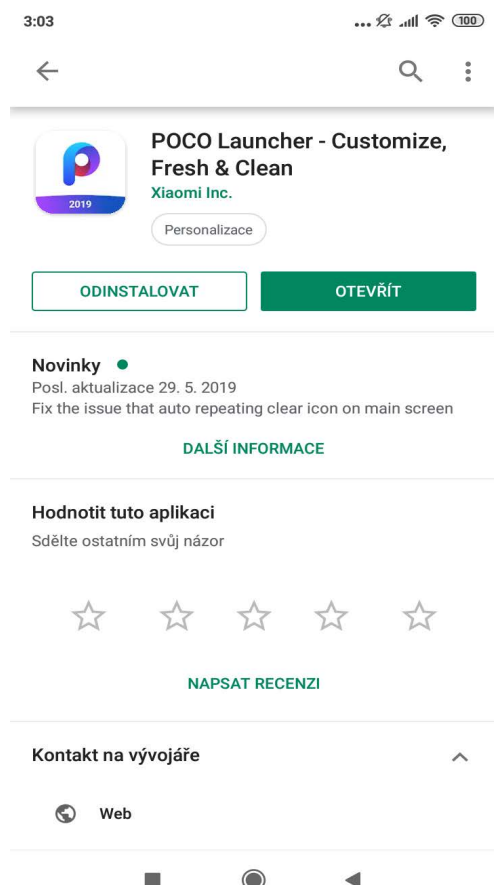 3:03
100
POCO Launcher - Customize,
Fresh & Clean
Xiaomi Inc.
2019
Personalizace
ODINSTALOVAT
OTEVŘÍT
Novinky
Posl. aktualizace 29. 5. 2019
Fix the issue that auto repeating clear icon on main screen
DALŠÍ INFORMACE
Hodnotit tuto aplikaci
Sdělte ostatním svůj názor
NAPSAT RECENZI
Kontakt na vývojáře
Web